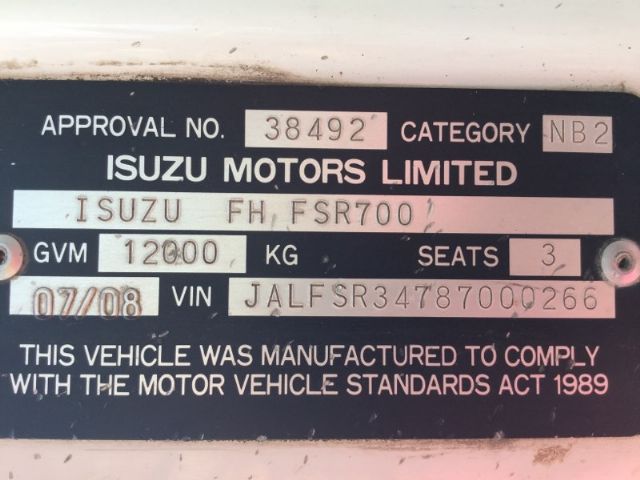 APPROVAL NO. 38492 CATEGORY NB2
ISUZU MOTORS LIMITED
ISUZU FH FSR700
GVM 12000 KG SEATS 3
07/08 VIN JALFSR34787000266
THIS VEHICLE WAS MANUFACTURED TO COMPLY
WITH THE MOTOR VEHICLE STANDARDS ACT 1989